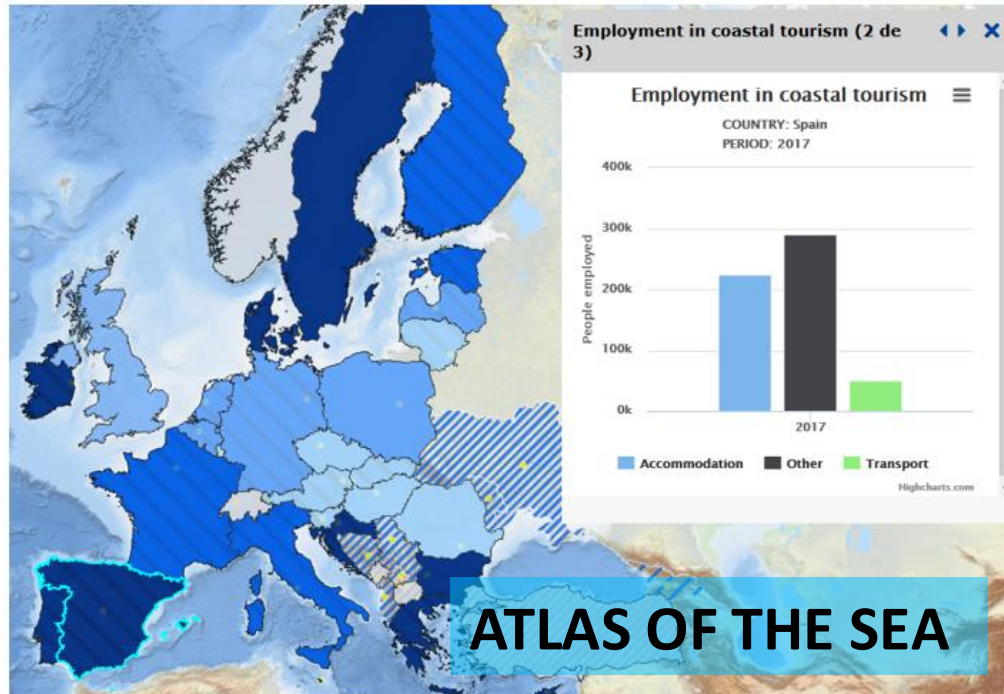 Employment in coastal tourism (2 de
3)
Employment in coastal tourism
COUNTRY: Spain
PERIOD: 2017
400k
300k
200k
100k
0k
People employed
2017
Accommodation Other Transport
Highcharts.com
ATLAS OF THE SEA